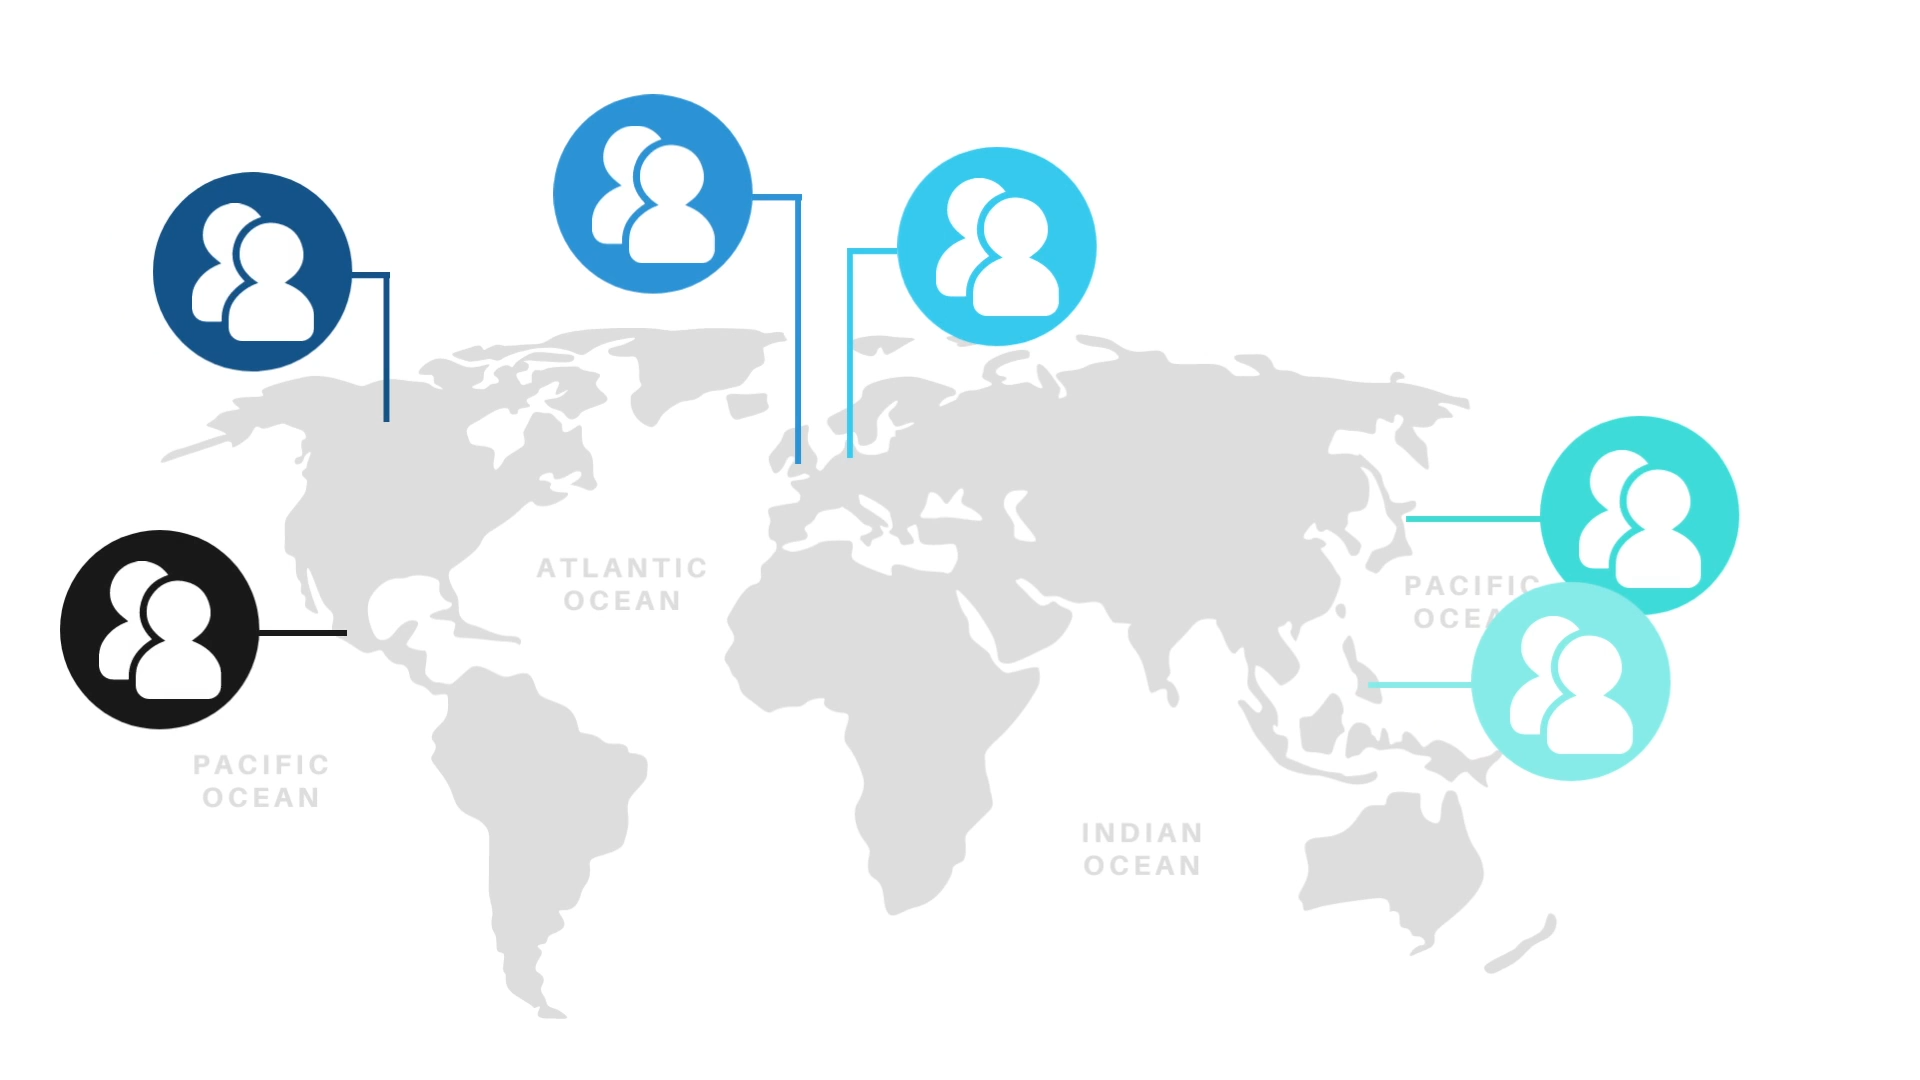 ATLANTIC
OCEAN
PACIFIC
PACIFIC
OCEAN
INDIAN
OCEAN